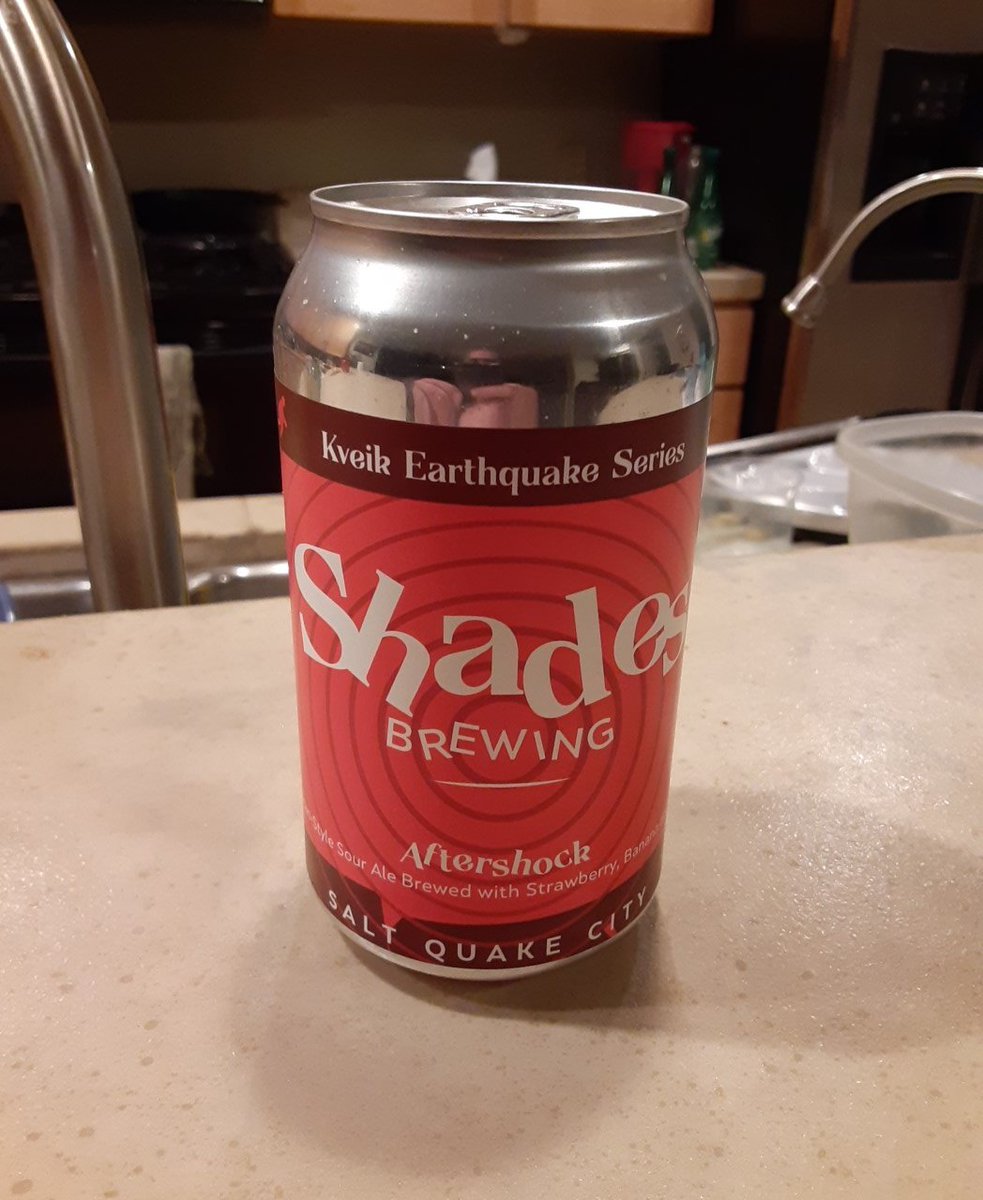 Kveik Earthquake Series
Shades
BREWING
Aftershock
Style Sour Ale Brewed with Strawberry,
SALT QUAKE CITY